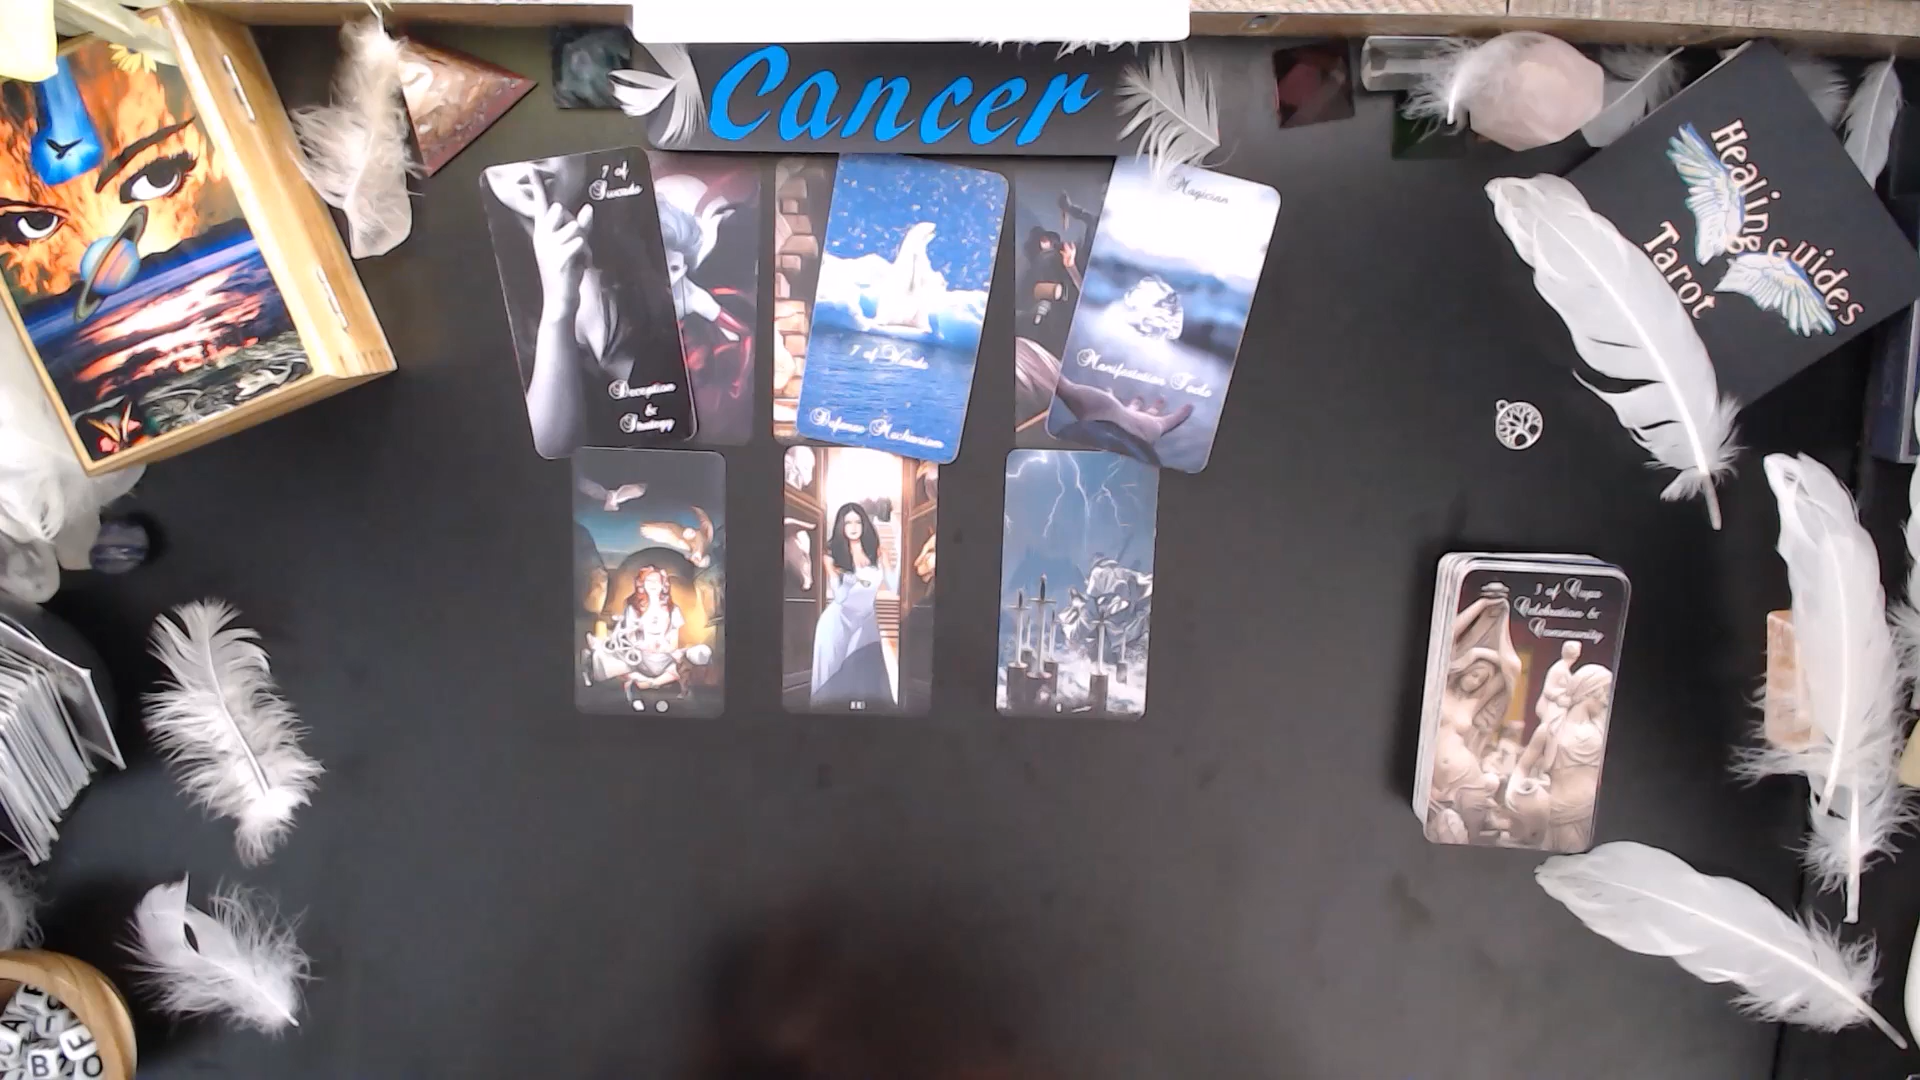 Cancer
7 of
Swords
Deception
&
Strategy
7 of Wands
Defense Mechanism
Magician
Manifestation Tools
Healing Guides
Tarot
3 of Cups
Celebration &
Community
B
F